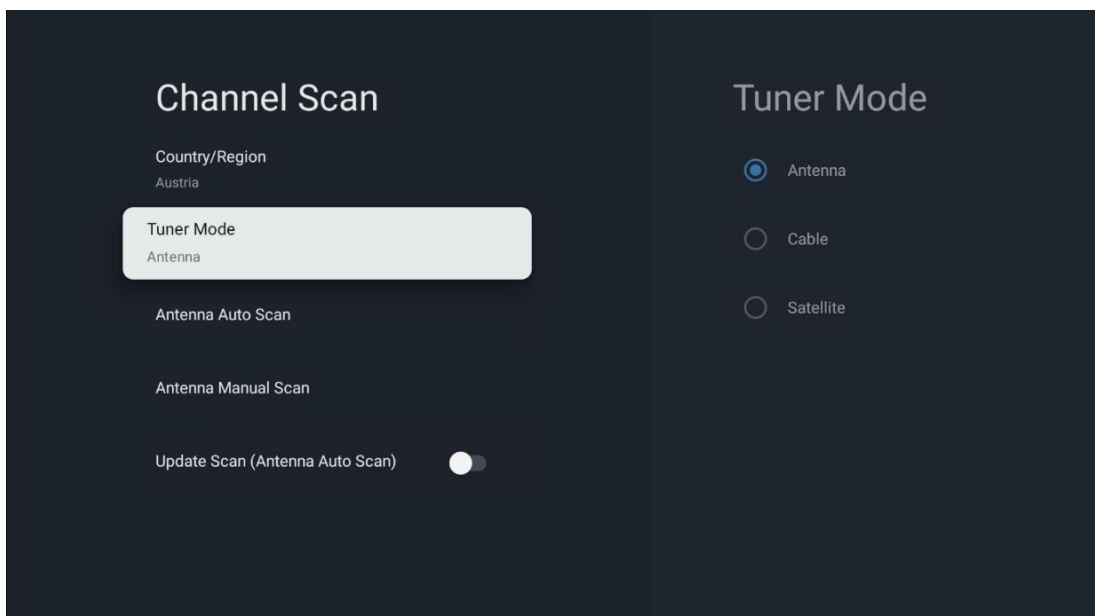 Channel Scan
Country/Region
Austria
Tuner Mode
Antenna
Antenna Auto Scan
Antenna Manual Scan
Update Scan (Antenna Auto Scan)
Tuner Mode
Antenna
Cable
Satellite